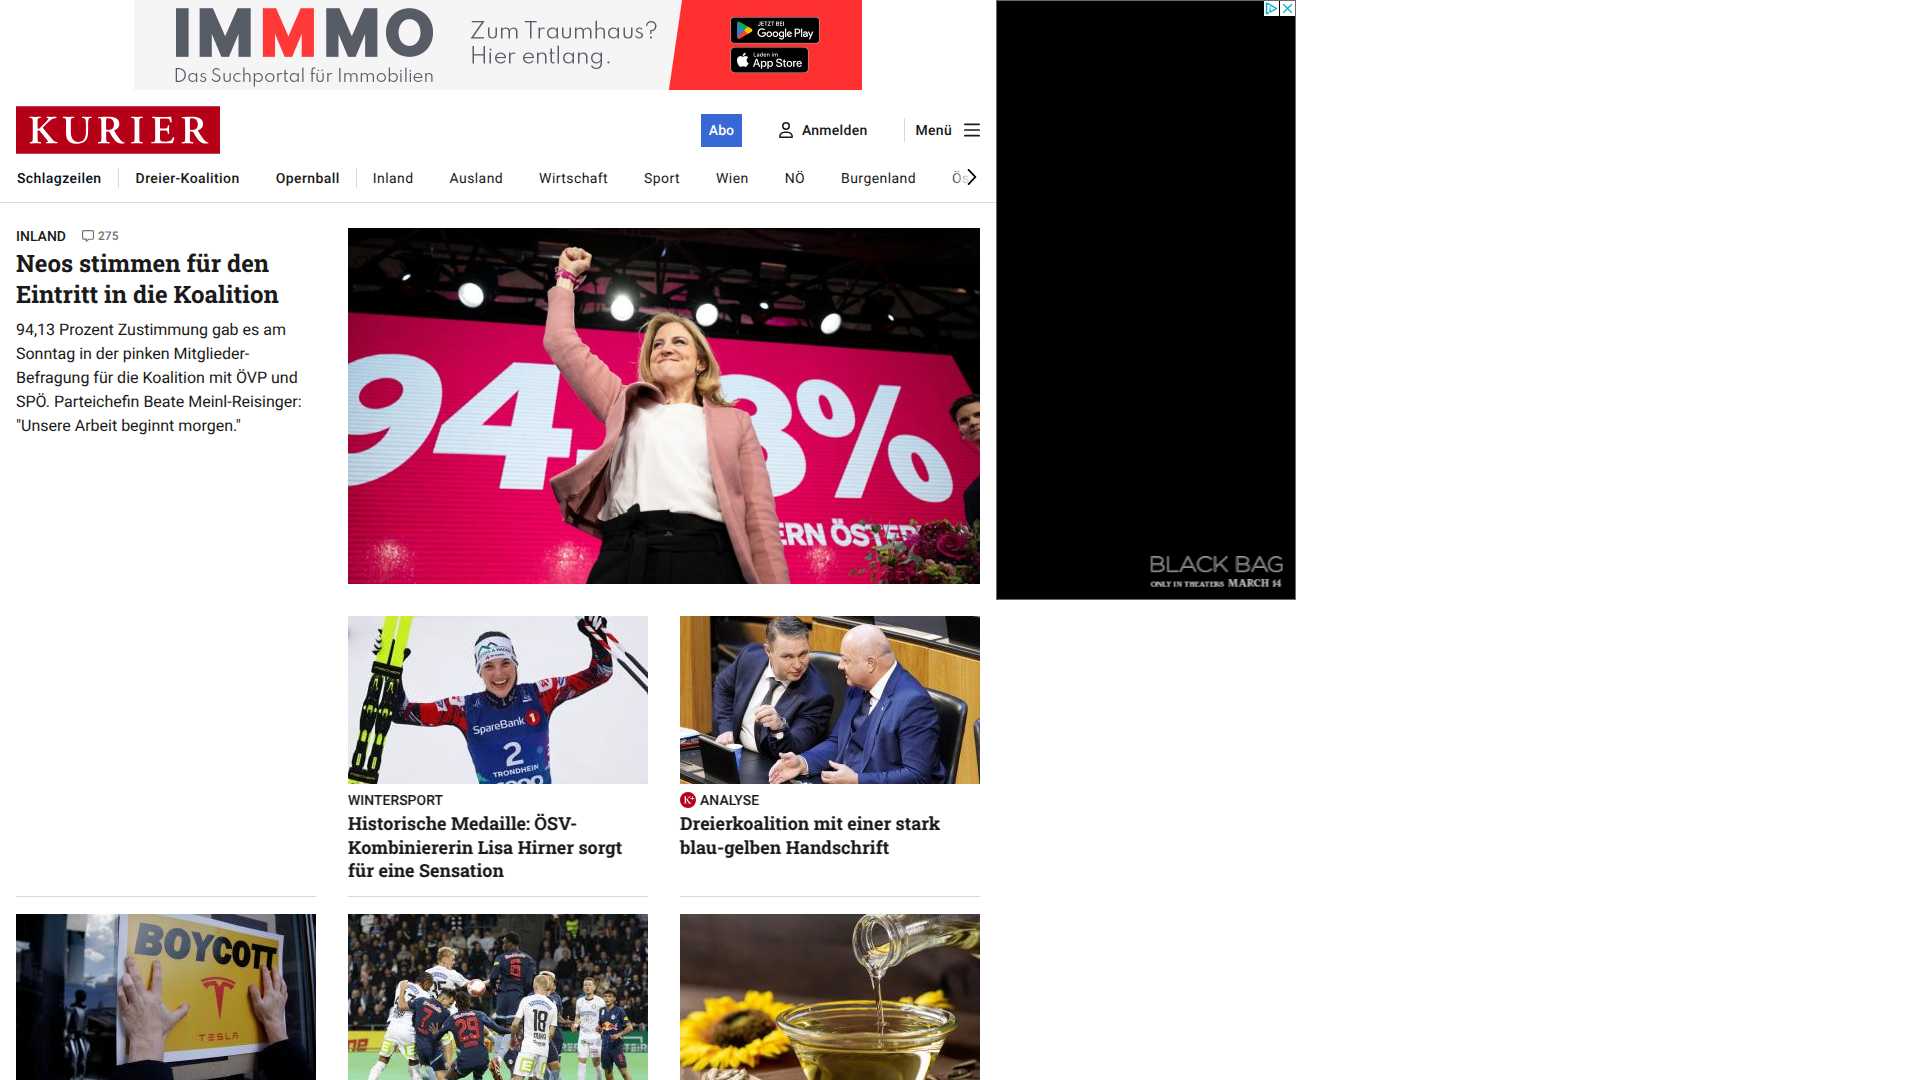 IMMMO
Das Suchportal für Immobilien
Zum Traumhaus?
Hier entlang.
JETZT BEI
Google Play
Laden im
App Store
KURIER
Abo
Anmelden
Menü
Schlagzeilen
Dreier-Koalition
Opernball
Inland
Ausland
Wirtschaft
Sport
Wien
NÖ
Burgenland
INLAND
275
Neos stimmen für den
Eintritt in die Koalition
94,13 Prozent Zustimmung gab es am
Sonntag in der pinken Mitglieder-
Befragung für die Koalition mit ÖVP und
SPÖ. Parteichefin Beate Meinl-Reisinger:
"Unsere Arbeit beginnt morgen."
BLACK BAG
ONLY IN THEATERS MARCH 14
SpareBank 1
2
TRONDHEIM
WINTERSPORT
Historische Medaille: ÖSV-
Kombiniererin Lisa Hirner sorgt
für eine Sensation
K+ ANALYSE
Dreierkoalition mit einer stark
blau-gelben Handschrift
BOYCOTT
TESLA
6
7
29
18